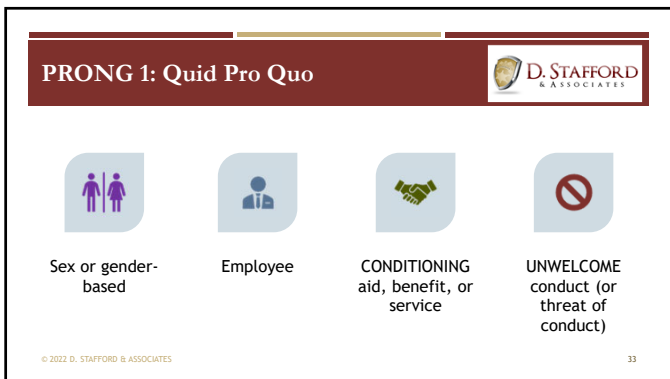 PRONG 1: Quid Pro Quo
D. STAFFORD
& ASSOCIATES
Sex or gender-
based
Employee
CONDITIONING
aid, benefit, or
service
UNWELCOME
conduct (or
threat of
conduct)
© 2022 D. STAFFORD & ASSOCIATES
33